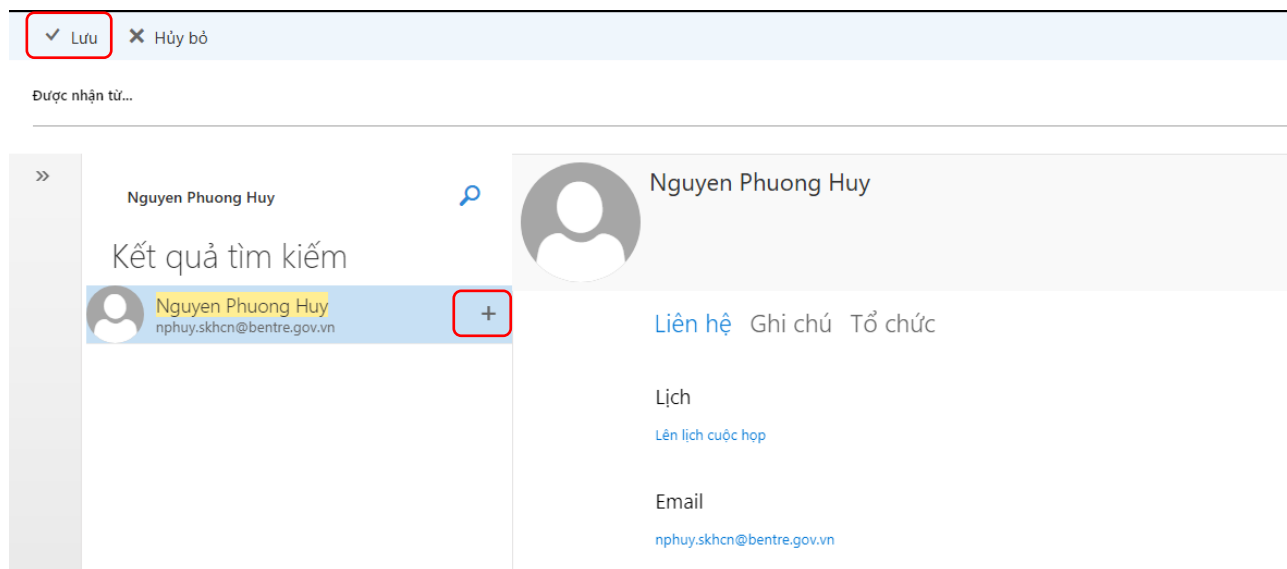 Lưu Hủy bỏ
Được nhận từ...
Nguyen Phuong Huy
Kết quả tìm kiếm
Nguyen Phuong Huy
nphuy.skhcn@bentre.gov.vn
Nguyen Phuong Huy
Liên hệ Ghi chú Tổ chức
Lịch
Lên lịch cuộc họp
Email
nphuy.skhcn@bentre.gov.vn